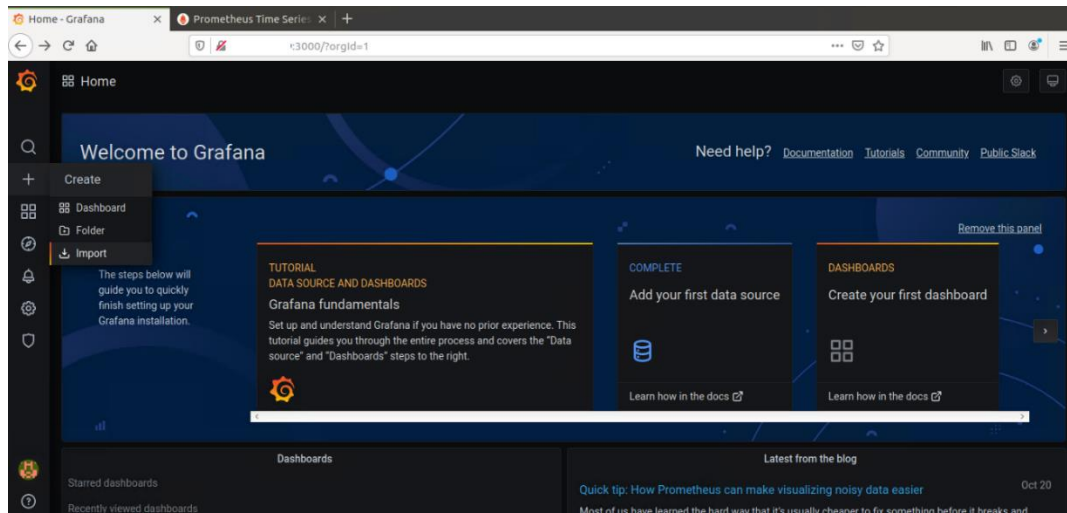 Home - Grafana
Prometheus Time Series
:3000/?orgId=1
Home
Welcome to Grafana
Need help? Documentation Tutorials Community Public Slack
Create
Dashboard
Folder
Import
Remove this panel
The steps below will
guide you to quickly
finish setting up your
Grafana installation.
TUTORIAL
DATA SOURCE AND DASHBOARDS
Grafana fundamentals
Set up and understand Grafana if you have no prior experience. This
tutorial guides you through the entire process and covers the "Data
source" and "Dashboards" steps to the right.
COMPLETE
Add your first data source
Learn how in the docs
DASHBOARDS
Create your first dashboard
Learn how in the docs
Dashboards
Starred dashboards
Recently viewed dashboards
Latest from the blog
Quick tip: How Prometheus can make visualizing noisy data easier
Oct 20
Most of us have learned the hard way that it's usually cheaper to fix something before it breaks and